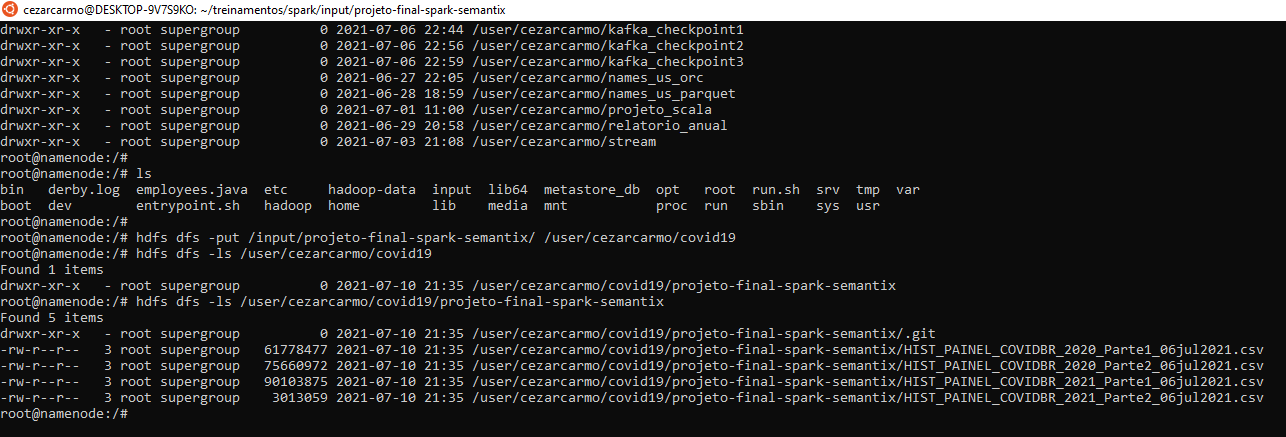 cezarcarmo@DESKTOP-9V7S9KO: ~/treinamentos/spark/input/projeto-final-spark-semantix
drwxr-xr-x   - root supergroup          0 2021-07-06 22:44 /user/cezarcarmo/kafka_checkpoint1
drwxr-xr-x   - root supergroup          0 2021-07-06 22:56 /user/cezarcarmo/kafka_checkpoint2
drwxr-xr-x   - root supergroup          0 2021-07-06 22:59 /user/cezarcarmo/kafka_checkpoint3
drwxr-xr-x   - root supergroup          0 2021-06-27 22:05 /user/cezarcarmo/names_us_orc
drwxr-xr-x   - root supergroup          0 2021-06-28 18:59 /user/cezarcarmo/names_us_parquet
drwxr-xr-x   - root supergroup          0 2021-07-01 11:00 /user/cezarcarmo/projeto_scala
drwxr-xr-x   - root supergroup          0 2021-06-29 20:58 /user/cezarcarmo/relatorio_anual
drwxr-xr-x   - root supergroup          0 2021-07-03 21:08 /user/cezarcarmo/stream
root@namenode:/#
root@namenode:/# ls
bin   derby.log  employees.java  etc     hadoop-data  input  lib64  metastore_db  opt   root  run.sh  srv  tmp  var
boot  dev        entrypoint.sh   hadoop  home         lib    media  mnt           proc  run   sbin    sys  usr
root@namenode:/#
root@namenode:/# hdfs dfs -put /input/projeto-final-spark-semantix/ /user/cezarcarmo/covid19
root@namenode:/# hdfs dfs -ls /user/cezarcarmo/covid19
Found 1 items
drwxr-xr-x   - root supergroup          0 2021-07-10 21:35 /user/cezarcarmo/covid19/projeto-final-spark-semantix
root@namenode:/# hdfs dfs -ls /user/cezarcarmo/covid19/projeto-final-spark-semantix
Found 5 items
drwxr-xr-x   - root supergroup          0 2021-07-10 21:35 /user/cezarcarmo/covid19/projeto-final-spark-semantix/.git
-rw-r--r--   3 root supergroup   61778477 2021-07-10 21:35 /user/cezarcarmo/covid19/projeto-final-spark-semantix/HIST_PAINEL_COVIDBR_2020_Parte1_06jul2021.csv
-rw-r--r--   3 root supergroup   75660972 2021-07-10 21:35 /user/cezarcarmo/covid19/projeto-final-spark-semantix/HIST_PAINEL_COVIDBR_2020_Parte2_06jul2021.csv
-rw-r--r--   3 root supergroup   90103875 2021-07-10 21:35 /user/cezarcarmo/covid19/projeto-final-spark-semantix/HIST_PAINEL_COVIDBR_2021_Parte1_06jul2021.csv
-rw-r--r--   3 root supergroup    3013059 2021-07-10 21:35 /user/cezarcarmo/covid19/projeto-final-spark-semantix/HIST_PAINEL_COVIDBR_2021_Parte2_06jul2021.csv
root@namenode:/#